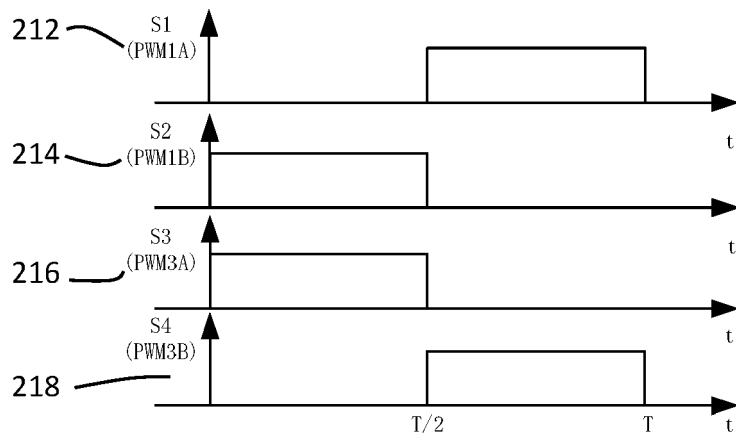 212
S1
(PWM1A)
t
214
S2
(PWM1B)
t
216
S3
(PWM3A)
t
218
S4
(PWM3B)
T/2
T
t